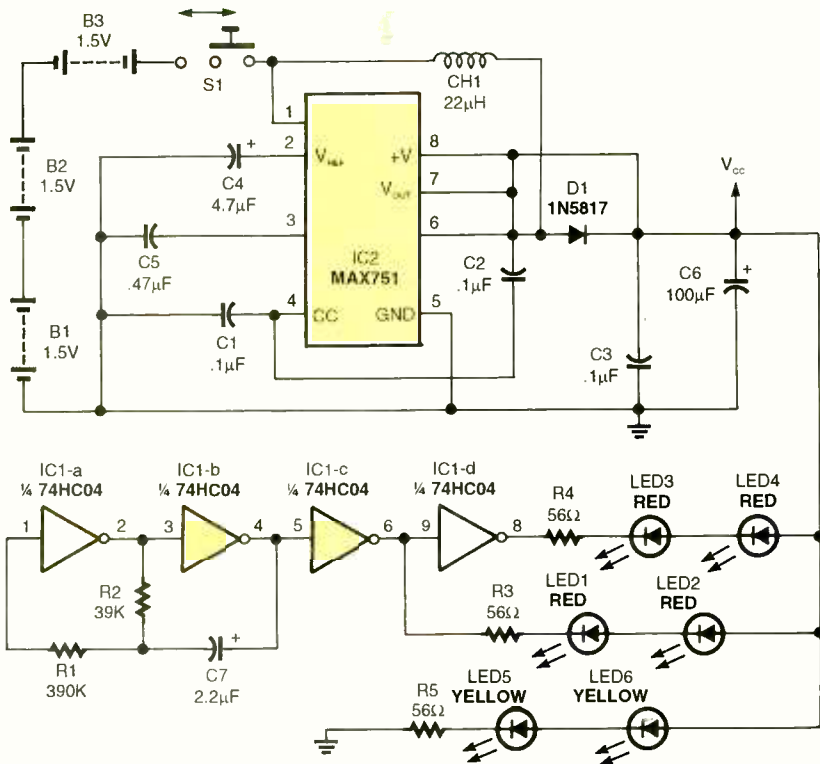 B3
1.5V
S1
CH1
22µH
B2
1.5V
B1
1.5V
1
2
3
4
8
7
6
5
C4
4.7µF
+
C5
.47µF
C1
.1µF
+V
V_OUT
IC2
MAX751
CC
GND
D1
1N5817
V_CC
C2
.1µF
C3
.1µF
C6
100µF
+
IC1-a
¼ 74HC04
IC1-b
¼ 74HC04
IC1-c
¼ 74HC04
IC1-d
¼ 74HC04
1
2
3
4
5
6
9
8
R4
56Ω
LED3
RED
LED4
RED
R2
39K
R1
390K
C7
2.2µF
+
R3
56Ω
LED1
RED
LED2
RED
R5
56Ω
LED5
YELLOW
LED6
YELLOW